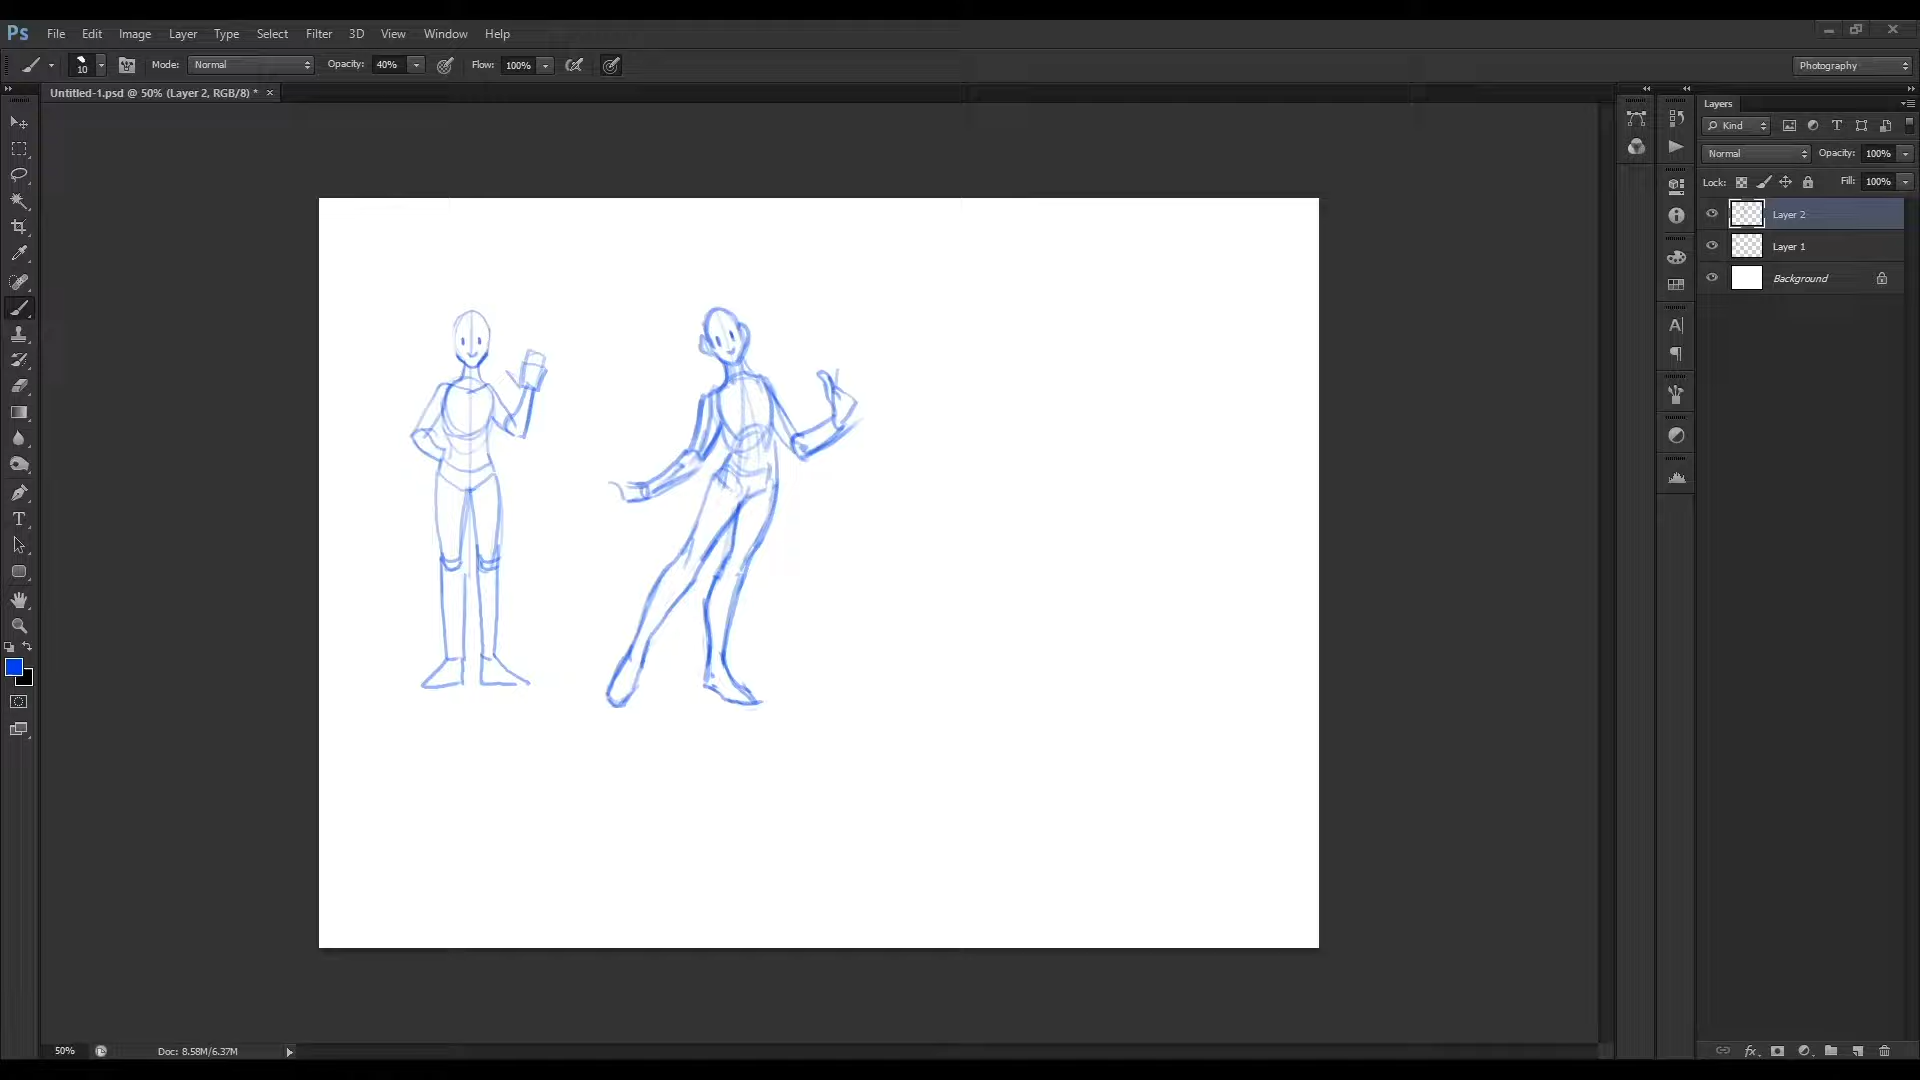 Ps File Edit Image Layer Type Select Filter 3D View Window Help
10 Mode: Normal Opacity: 40% Flow: 100% Photography
Untitled-1.psd @ 50% (Layer 2, RGB/8) * ×
Layers
Kind
Normal Opacity: 100%
Lock: Fill: 100%
Layer 2
Layer 1
Background
50% Doc: 8.58M/6.37M